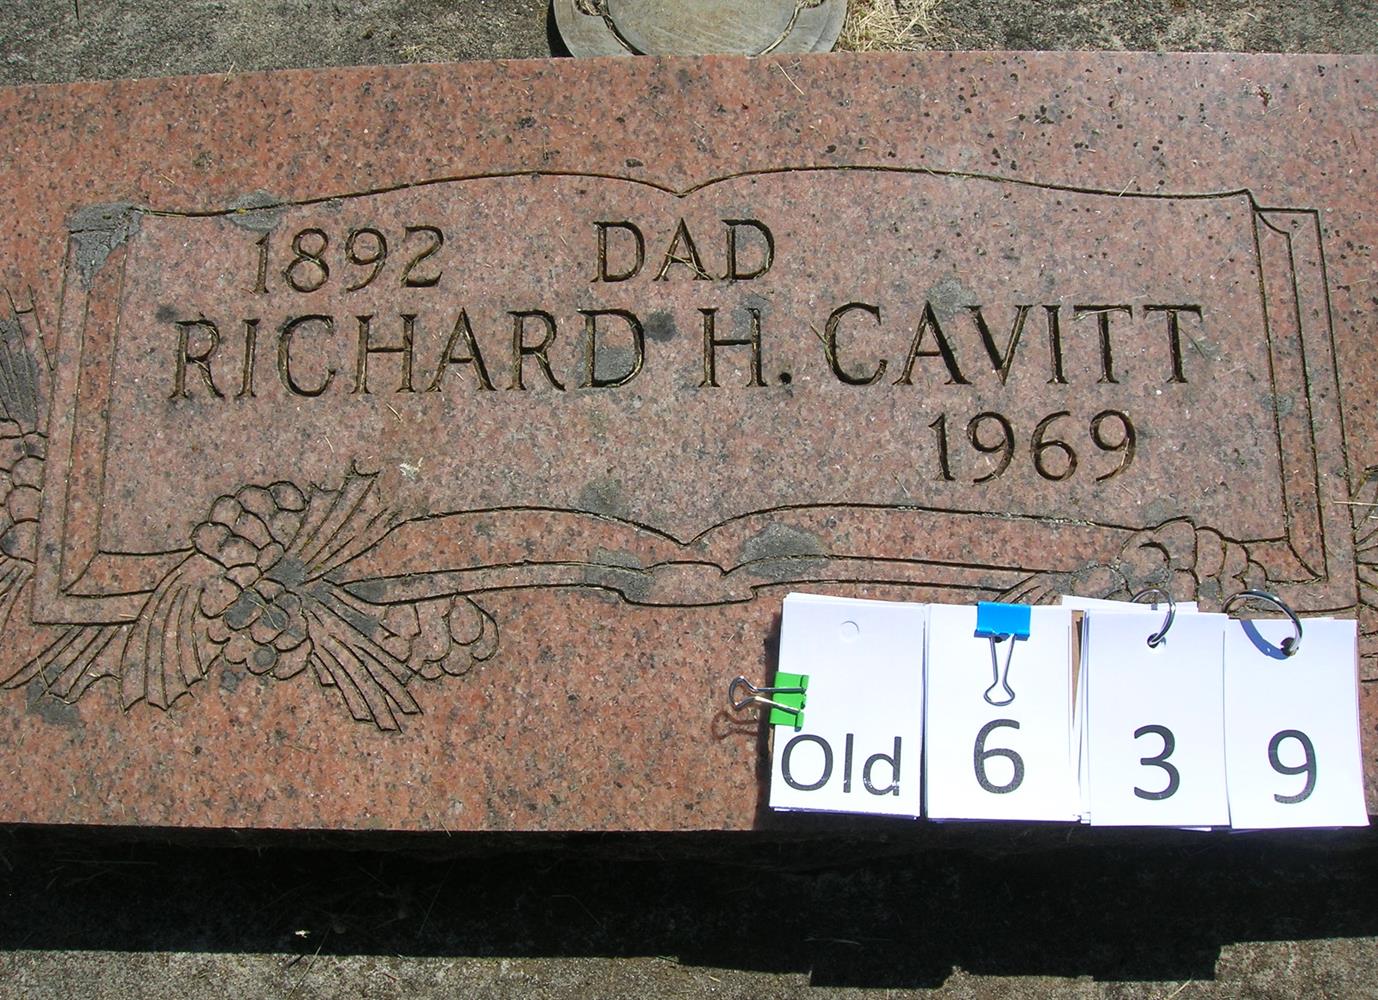 1892 DAD
RICHARD H. CAVITT
1969
Old 6 3 9